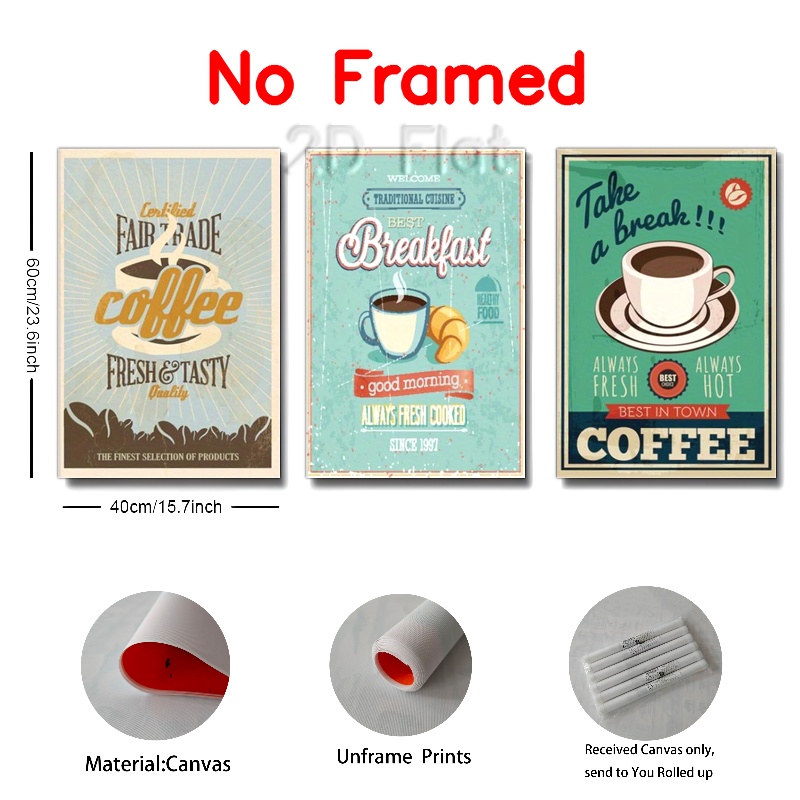 No Framed
2D Flat
60cm/23.6inch
40cm/15.7inch
Certified
FAIR TRADE
coffee
FRESH & TASTY
Quality
THE FINEST SELECTION OF PRODUCTS
WELCOME
TRADITIONAL CUISINE
BEST
Breakfast
HEALTHY
FOOD
good morning
ALWAYS FRESH COOKED
SINCE 1997
Take
a break!!!
ALWAYS
FRESH
BEST
CHOICE
ALWAYS
HOT
BEST IN TOWN
COFFEE
Material:Canvas
Unframe Prints
Received Canvas only,
send to You Rolled up